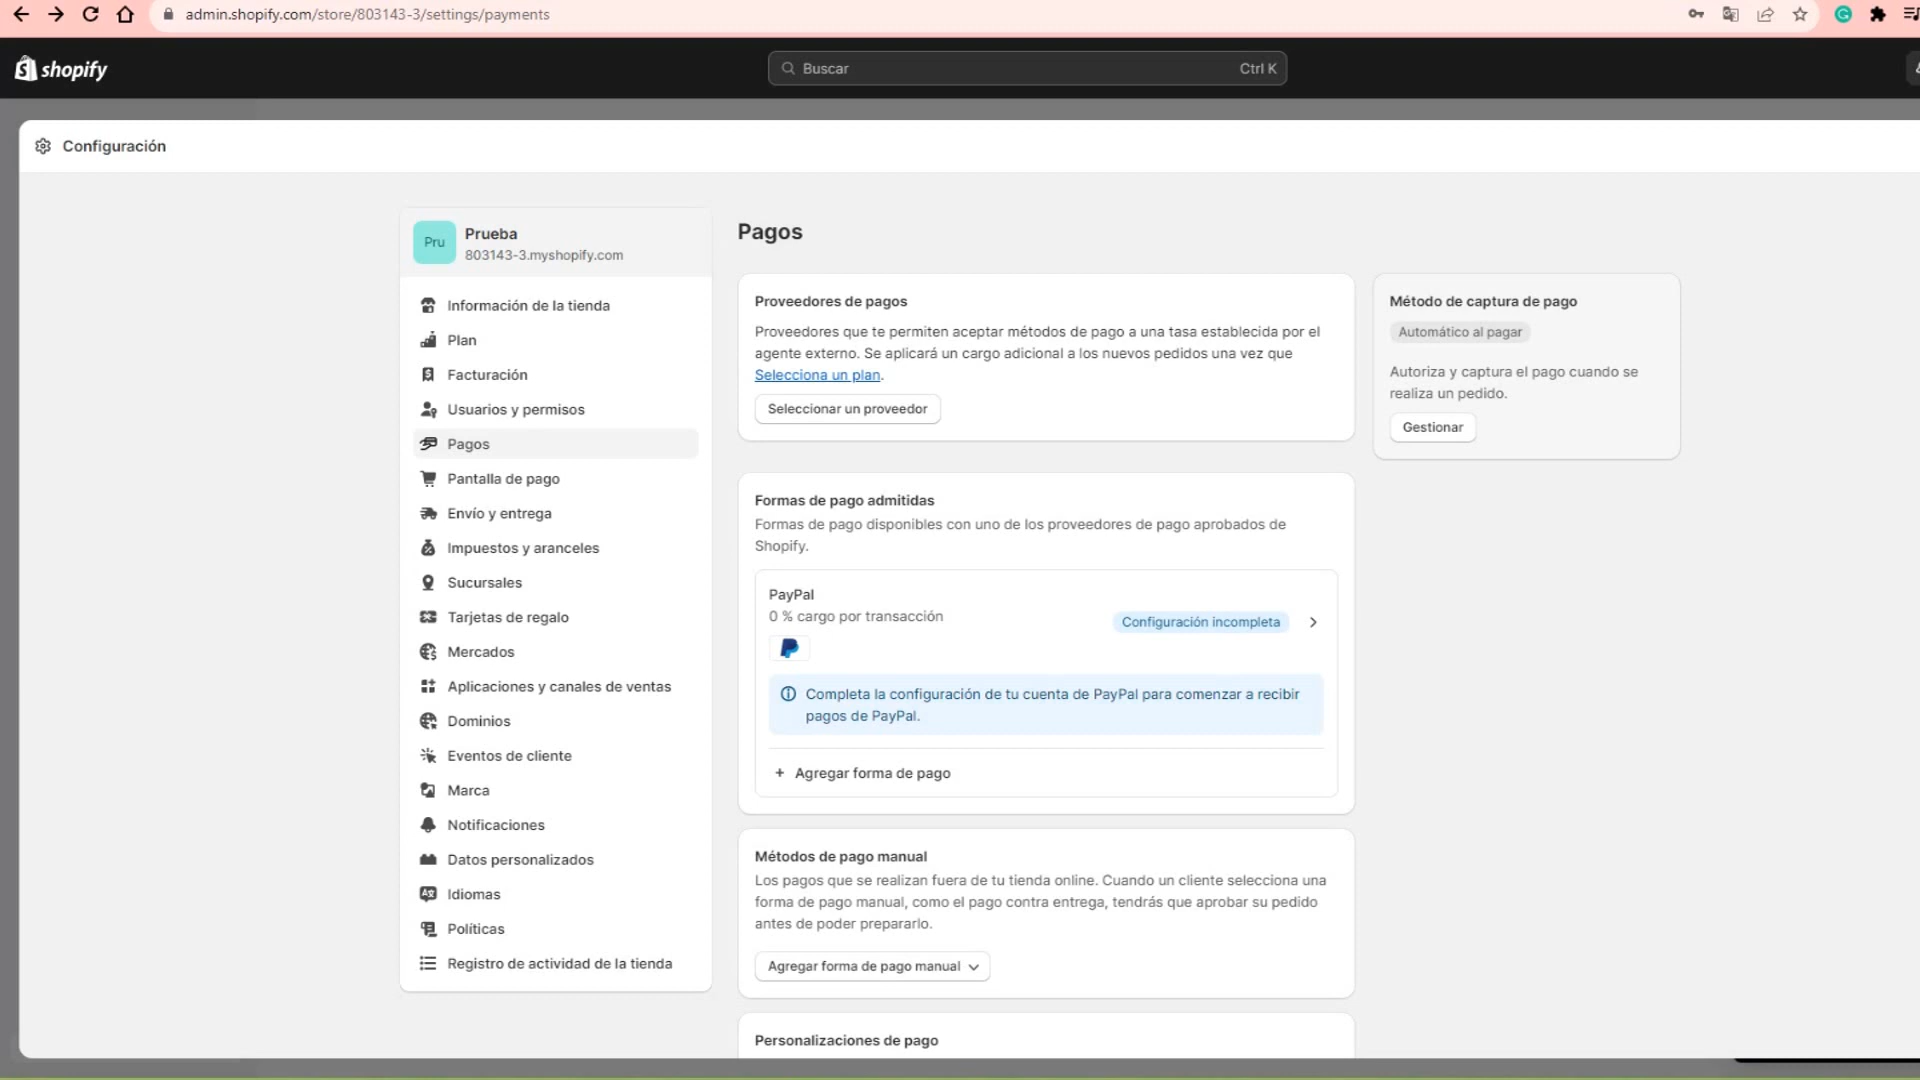 admin.shopify.com/store/803143-3/settings/payments
shopify
Buscar
Ctrl K
Configuración
Pru
Prueba
803143-3.myshopify.com
Información de la tienda
Plan
Facturación
Usuarios y permisos
Pagos
Pantalla de pago
Envío y entrega
Impuestos y aranceles
Sucursales
Tarjetas de regalo
Mercados
Aplicaciones y canales de ventas
Dominios
Eventos de cliente
Marca
Notificaciones
Datos personalizados
Idiomas
Políticas
Registro de actividad de la tienda
Pagos
Proveedores de pagos
Proveedores que te permiten aceptar métodos de pago a una tasa establecida por el
agente externo. Se aplicará un cargo adicional a los nuevos pedidos una vez que
Selecciona un plan.
Seleccionar un proveedor
Formas de pago admitidas
Formas de pago disponibles con uno de los proveedores de pago aprobados de
Shopify.
PayPal
0 % cargo por transacción
Configuración incompleta
Completa la configuración de tu cuenta de PayPal para comenzar a recibir
pagos de PayPal.
+ Agregar forma de pago
Métodos de pago manual
Los pagos que se realizan fuera de tu tienda online. Cuando un cliente selecciona una
forma de pago manual, como el pago contra entrega, tendrás que aprobar su pedido
antes de poder prepararlo.
Agregar forma de pago manual
Personalizaciones de pago
Método de captura de pago
Automático al pagar
Autoriza y captura el pago cuando se
realiza un pedido.
Gestionar